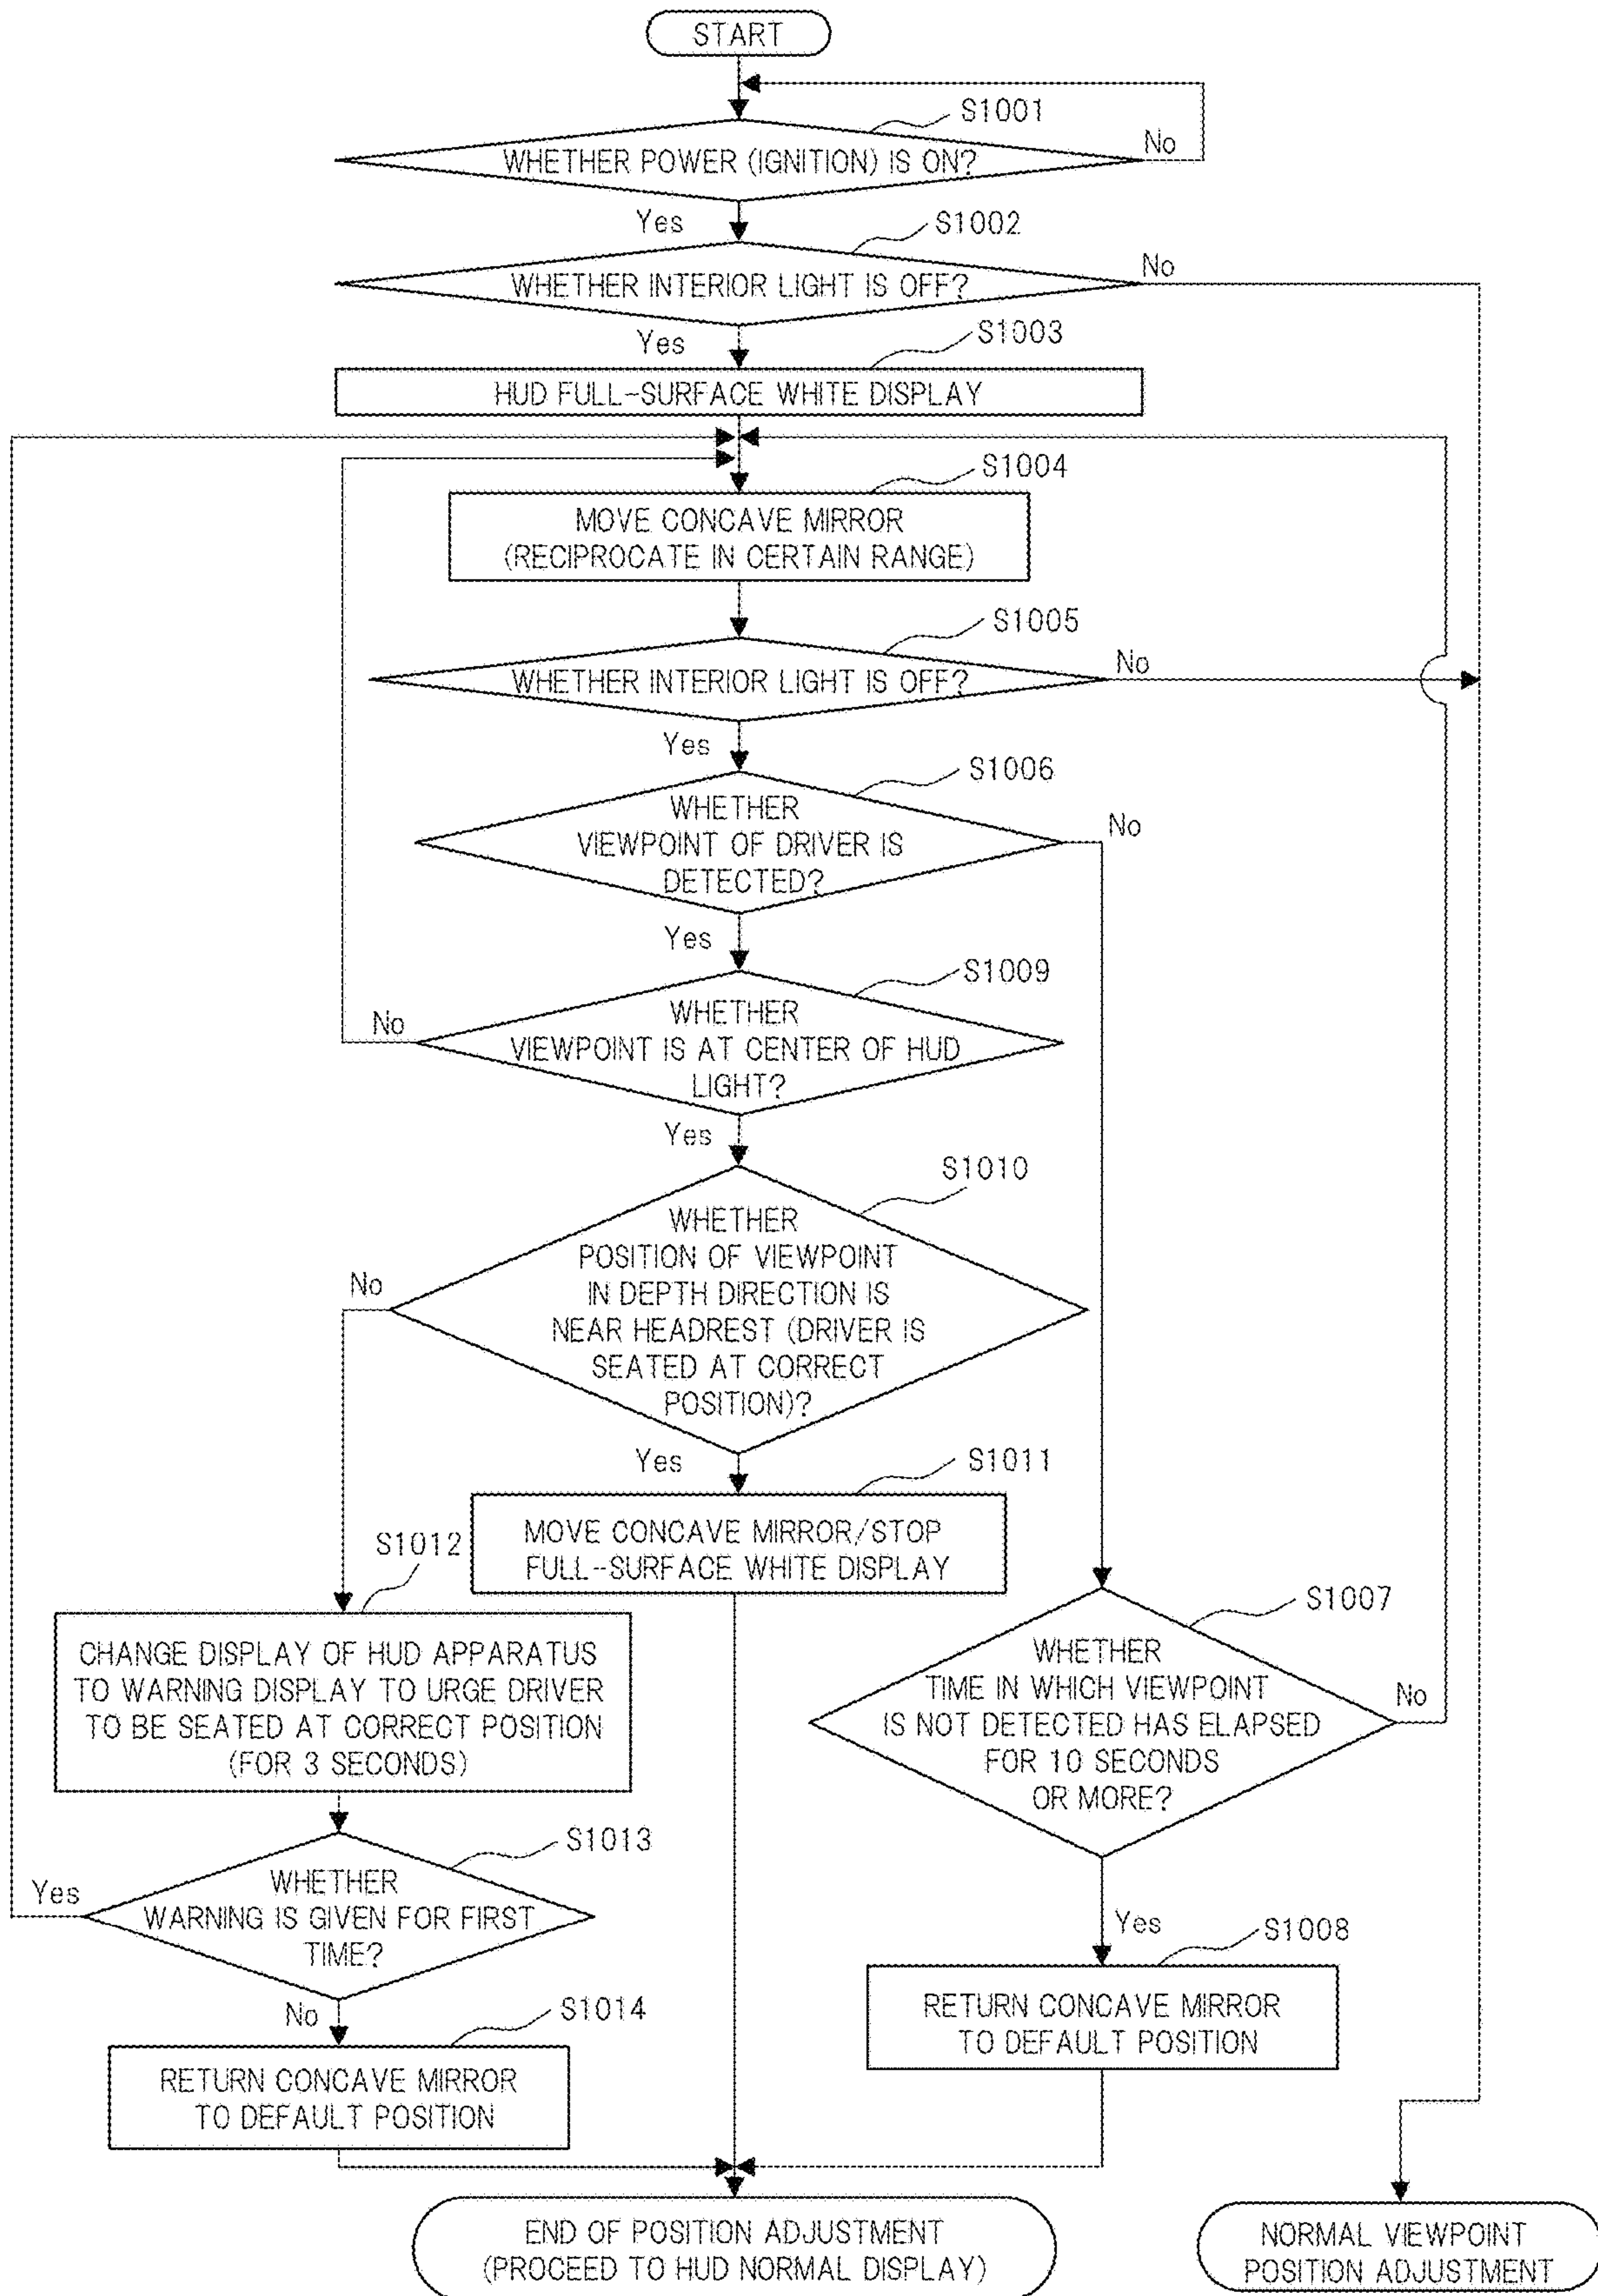 START
S1001
WHETHER POWER (IGNITION) IS ON?
No
Yes
S1002
WHETHER INTERIOR LIGHT IS OFF?
No
Yes
S1003
HUD FULL-SURFACE WHITE DISPLAY
S1004
MOVE CONCAVE MIRROR
(RECIPROCATE IN CERTAIN RANGE)
S1005
WHETHER INTERIOR LIGHT IS OFF?
No
Yes
S1006
WHETHER
VIEWPOINT OF DRIVER IS
DETECTED?
No
Yes
S1009
WHETHER
VIEWPOINT IS AT CENTER OF HUD
LIGHT?
No
Yes
S1010
WHETHER
POSITION OF VIEWPOINT
IN DEPTH DIRECTION IS
NEAR HEADREST (DRIVER IS
SEATED AT CORRECT
POSITION)?
No
Yes
S1011
MOVE CONCAVE MIRROR/STOP
FULL-SURFACE WHITE DISPLAY
S1012
CHANGE DISPLAY OF HUD APPARATUS
TO WARNING DISPLAY TO URGE DRIVER
TO BE SEATED AT CORRECT POSITION
(FOR 3 SECONDS)
S1007
WHETHER
TIME IN WHICH VIEWPOINT
IS NOT DETECTED HAS ELAPSED
FOR 10 SECONDS
OR MORE?
No
Yes
S1013
WHETHER
WARNING IS GIVEN FOR FIRST
TIME?
Yes
No
S1008
RETURN CONCAVE MIRROR
TO DEFAULT POSITION
S1014
RETURN CONCAVE MIRROR
TO DEFAULT POSITION
END OF POSITION ADJUSTMENT
(PROCEED TO HUD NORMAL DISPLAY)
NORMAL VIEWPOINT
POSITION ADJUSTMENT